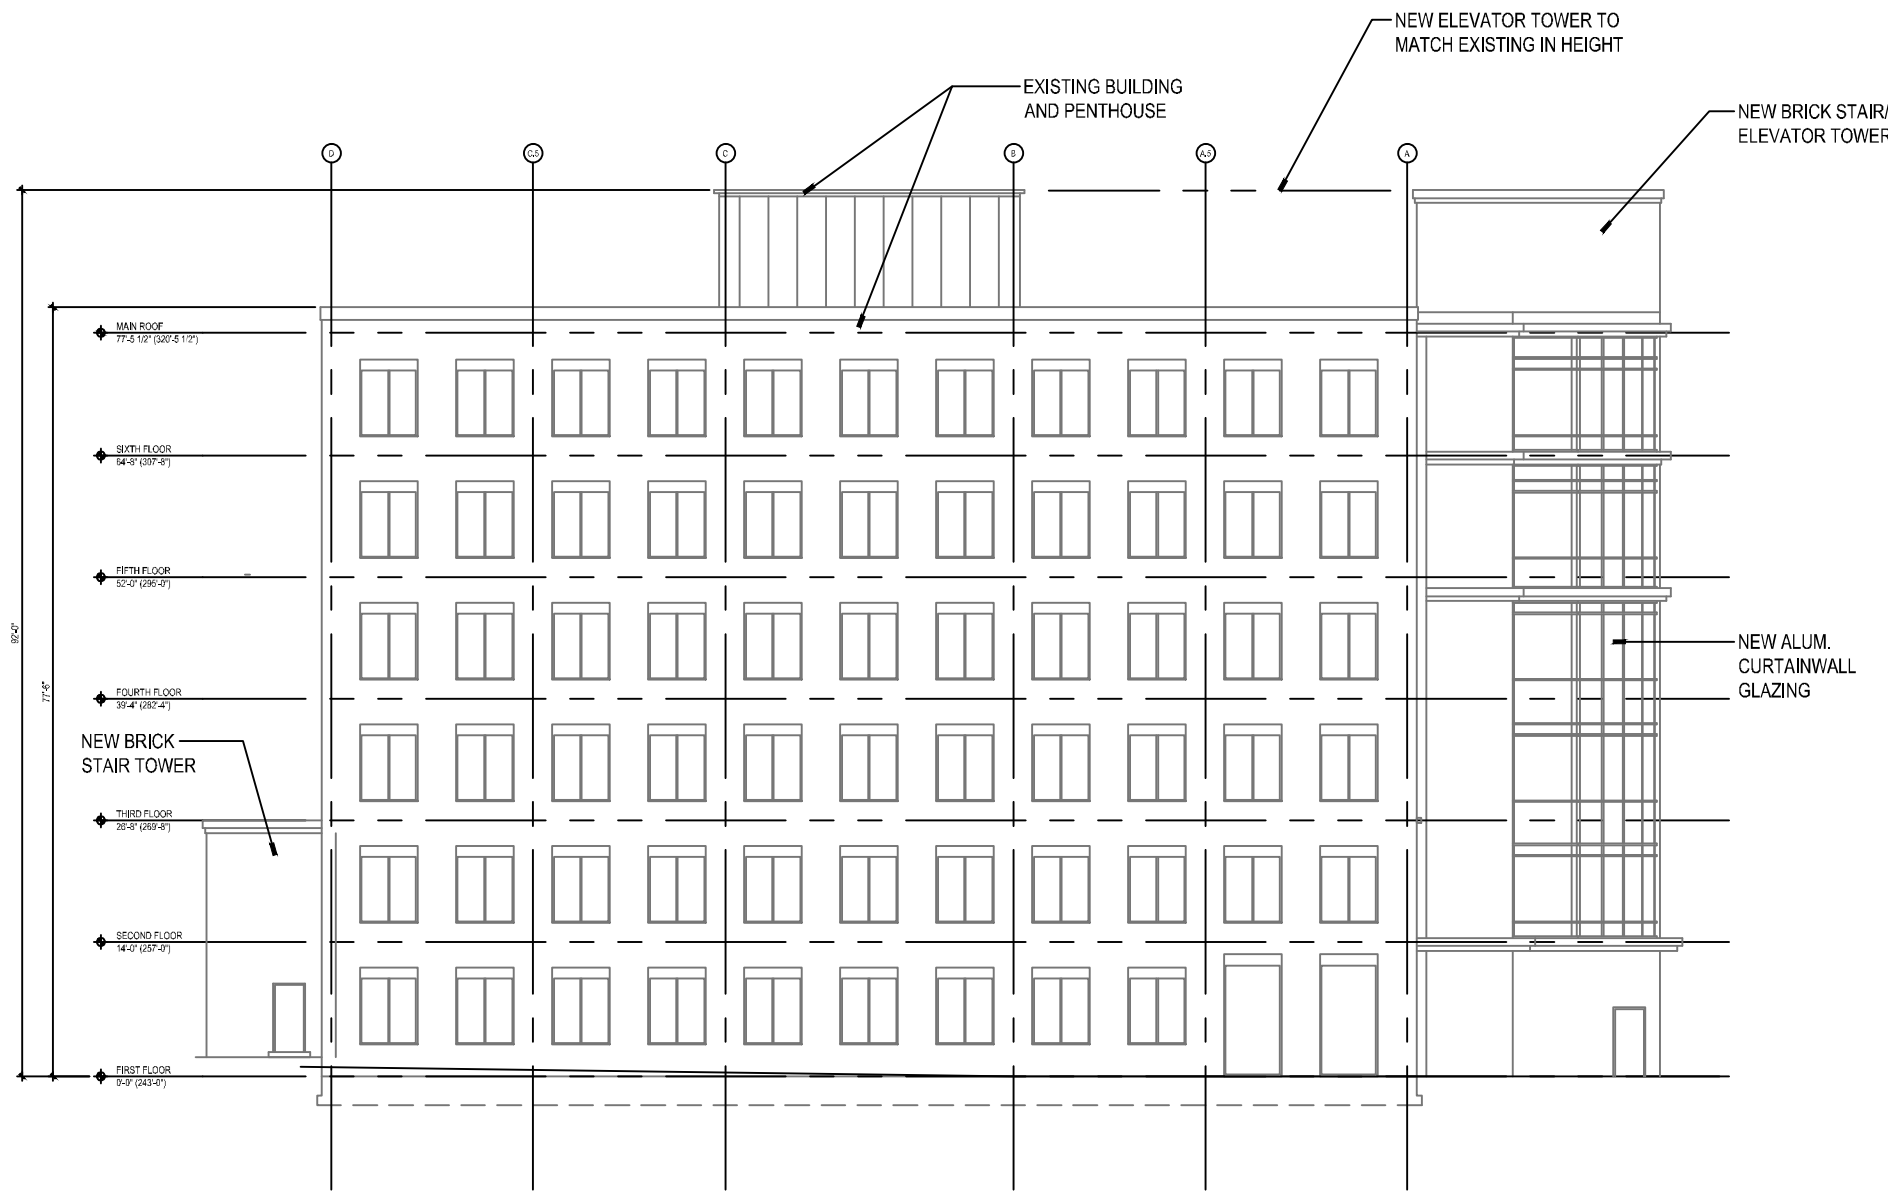 NEW ELEVATOR TOWER TO
MATCH EXISTING IN HEIGHT
EXISTING BUILDING
AND PENTHOUSE
NEW BRICK STAIR/
ELEVATOR TOWER
D
C.5
C
B
A.5
A
MAIN ROOF
77'-5 1/2" (320'-5 1/2")
SIXTH FLOOR
64'-8" (307'-8")
FIFTH FLOOR
52'-0" (295'-0")
92'-0"
77'-6"
NEW ALUM.
CURTAINWALL
GLAZING
FOURTH FLOOR
39'-4" (282'-4")
NEW BRICK
STAIR TOWER
THIRD FLOOR
26'-8" (269'-8")
SECOND FLOOR
14'-0" (257'-0")
FIRST FLOOR
0'-0" (243'-0")